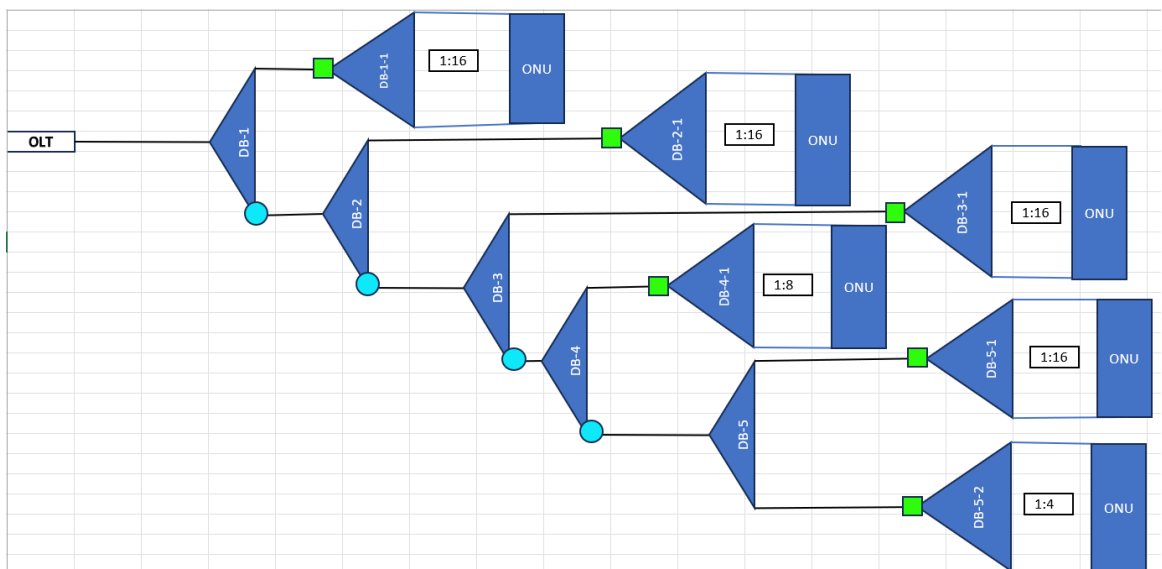 DB-1-1
1:16
ONU
OLT
DB-1
DB-2-1
1:16
ONU
DB-2
DB-3-1
1:16
ONU
DB-3
DB-4-1
1:8
ONU
DB-4
DB-5-1
1:16
ONU
DB-5
DB-5-2
1:4
ONU